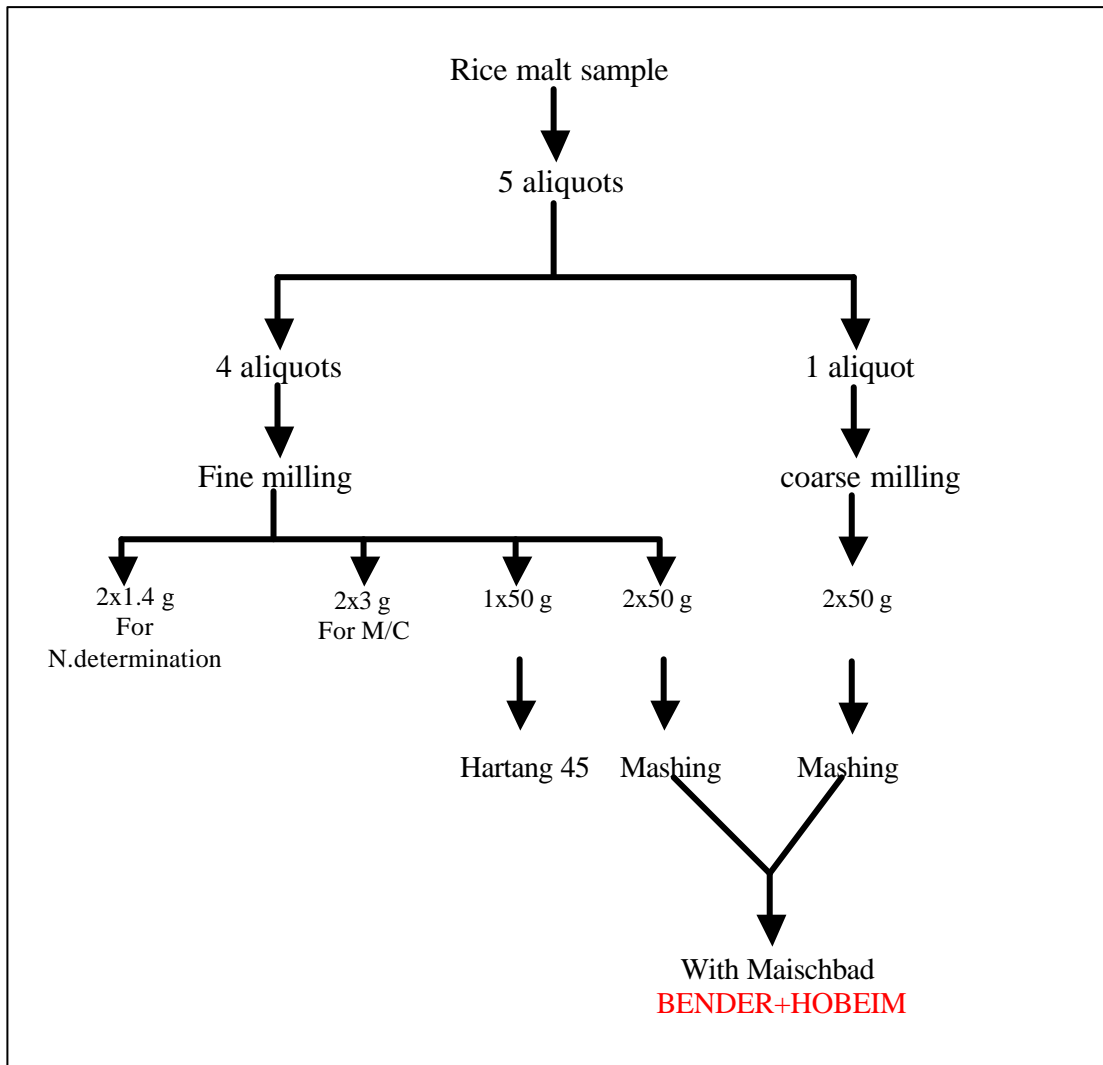 Rice malt sample
5 aliquots
4 aliquots
1 aliquot
Fine milling
coarse milling
2x1.4 g
For
N.determination
2x3 g
For M/C
1x50 g
2x50 g
2x50 g
Hartang 45
Mashing
Mashing
With Maischbad
BENDER+HOBEIM